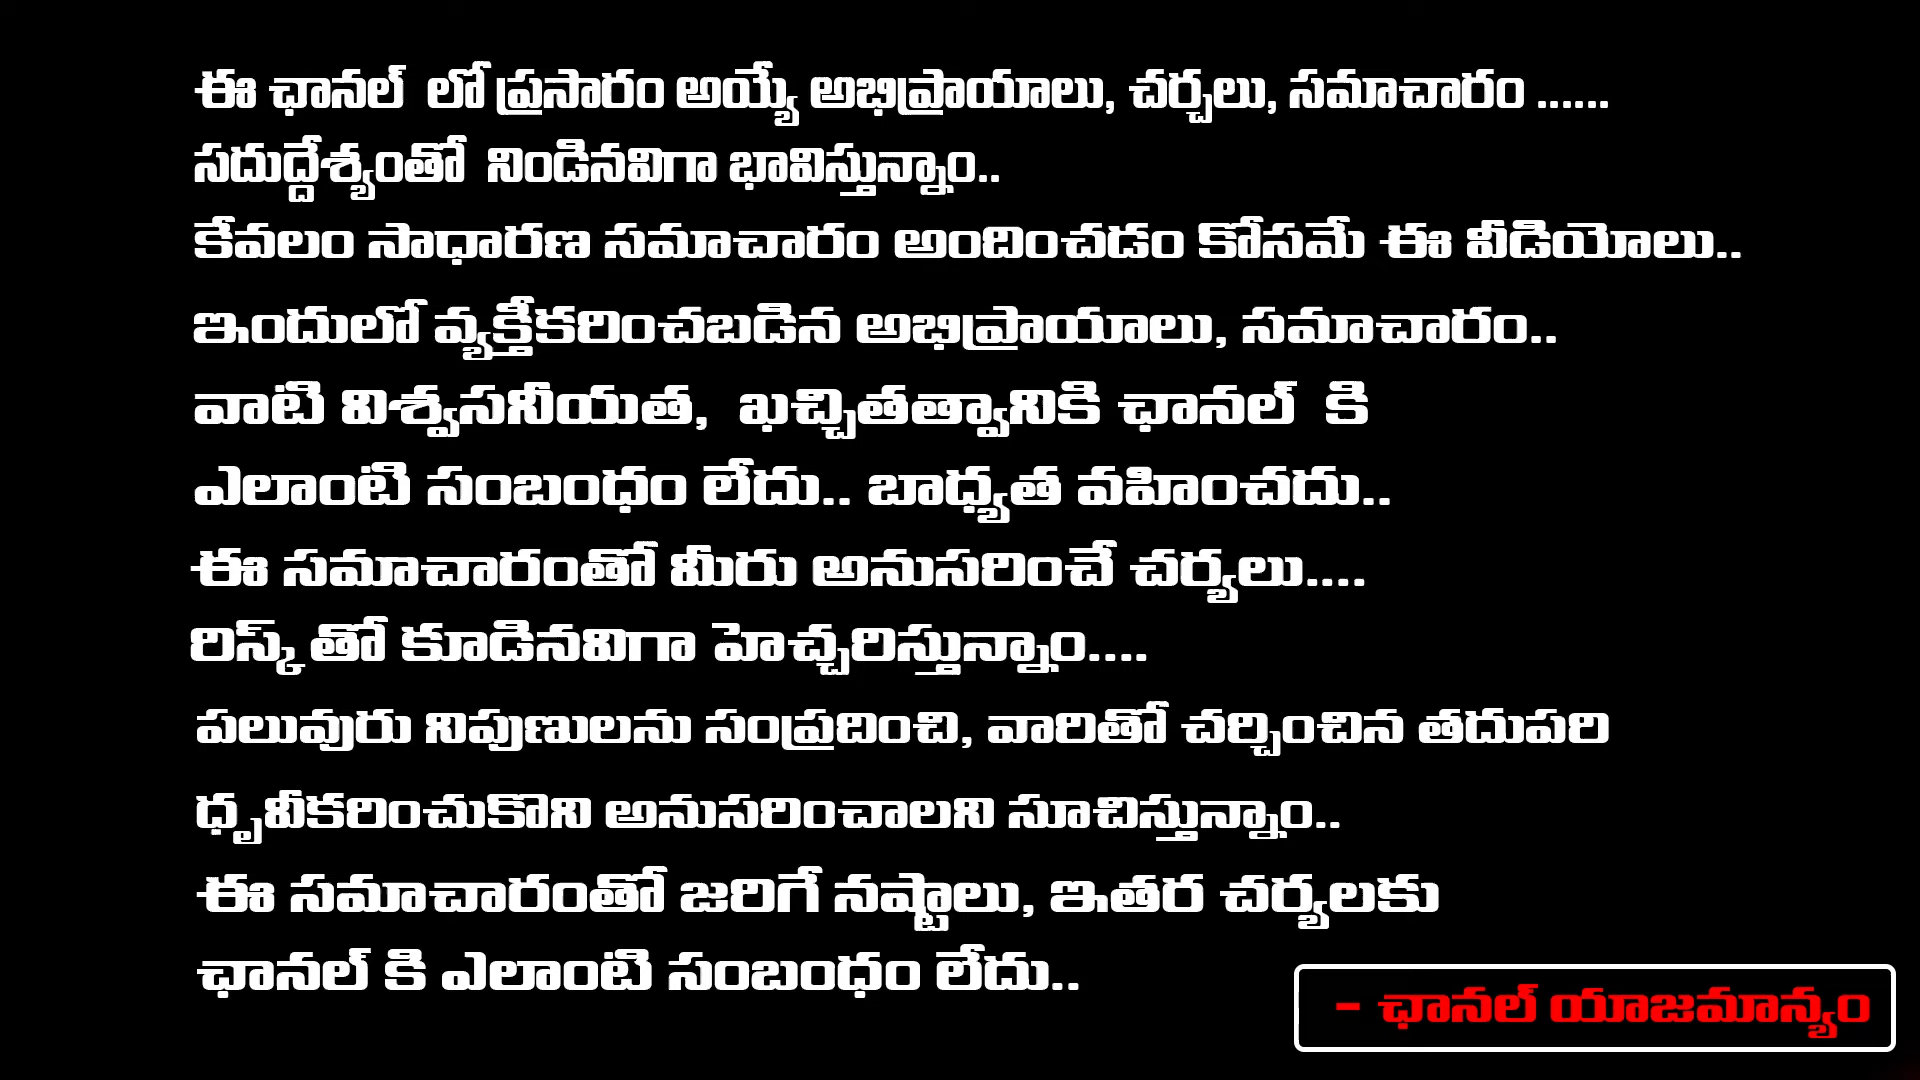 ఈ ఛానల్ లో ప్రసారం అయ్యే అభిప్రాయాలు, చర్చలు, సమాచారం ......
సదుద్దేశ్యంతో నిండినవిగా భావిస్తున్నాం..
కేవలం సాధారణ సమాచారం అందించడం కోసమే ఈ వీడియోలు..
ఇందులో వ్యక్తీకరించబడిన అభిప్రాయాలు, సమాచారం..
వాటి విశ్వసనీయత, ఖచ్చితత్వానికి ఛానల్ కి
ఎలాంటి సంబంధం లేదు.. బాధ్యత వహించదు..
ఈ సమాచారంతో మీరు అనుసరించే చర్యలు....
రిస్క్ తో కూడినవిగా హెచ్చరిస్తున్నాం....
పలువురు నిపుణులను సంప్రదించి, వారితో చర్చించిన తదుపరి
ధృవీకరించుకొని అనుసరించాలని సూచిస్తున్నాం..
ఈ సమాచారంతో జరిగే నష్టాలు, ఇతర చర్యలకు
ఛానల్ కి ఎలాంటి సంబంధం లేదు..
- ఛానల్ యాజమాన్యం